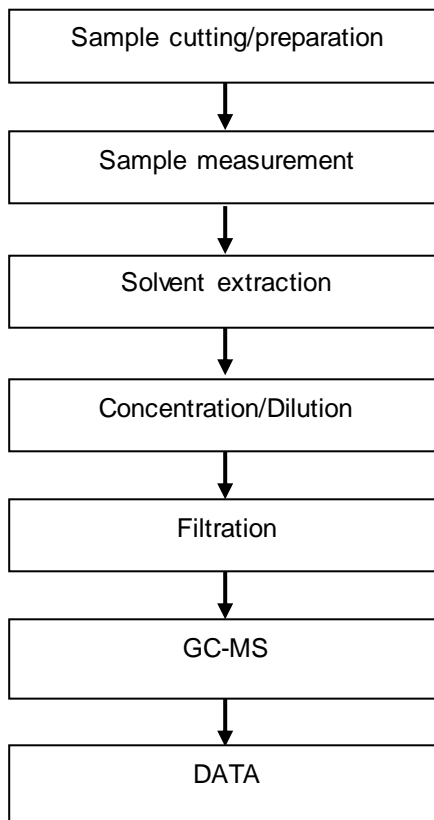 Sample cutting/preparation
Sample measurement
Solvent extraction
Concentration/Dilution
Filtration
GC-MS
DATA